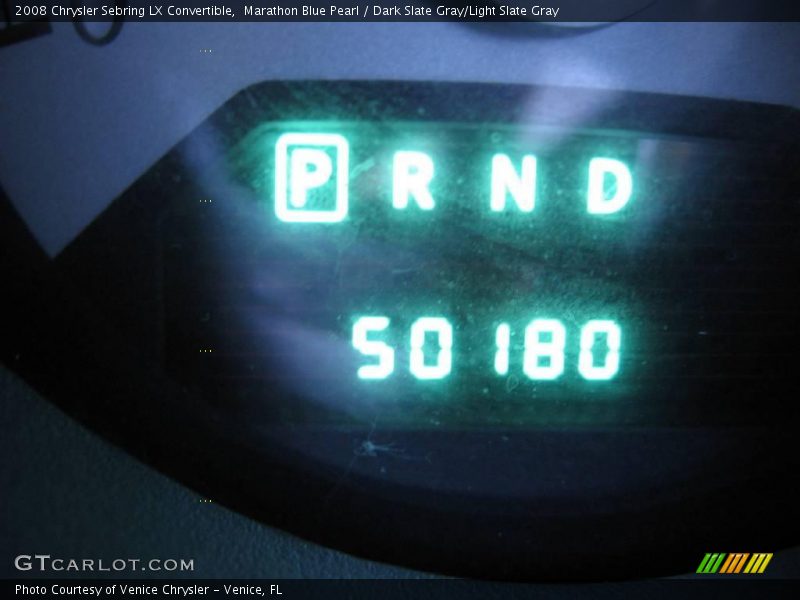 2008 Chrysler Sebring LX Convertible,  Marathon Blue Pearl / Dark Slate Gray/Light Slate Gray
P R N D
50180
GTCARLOT.COM
Photo Courtesy of Venice Chrysler - Venice, FL